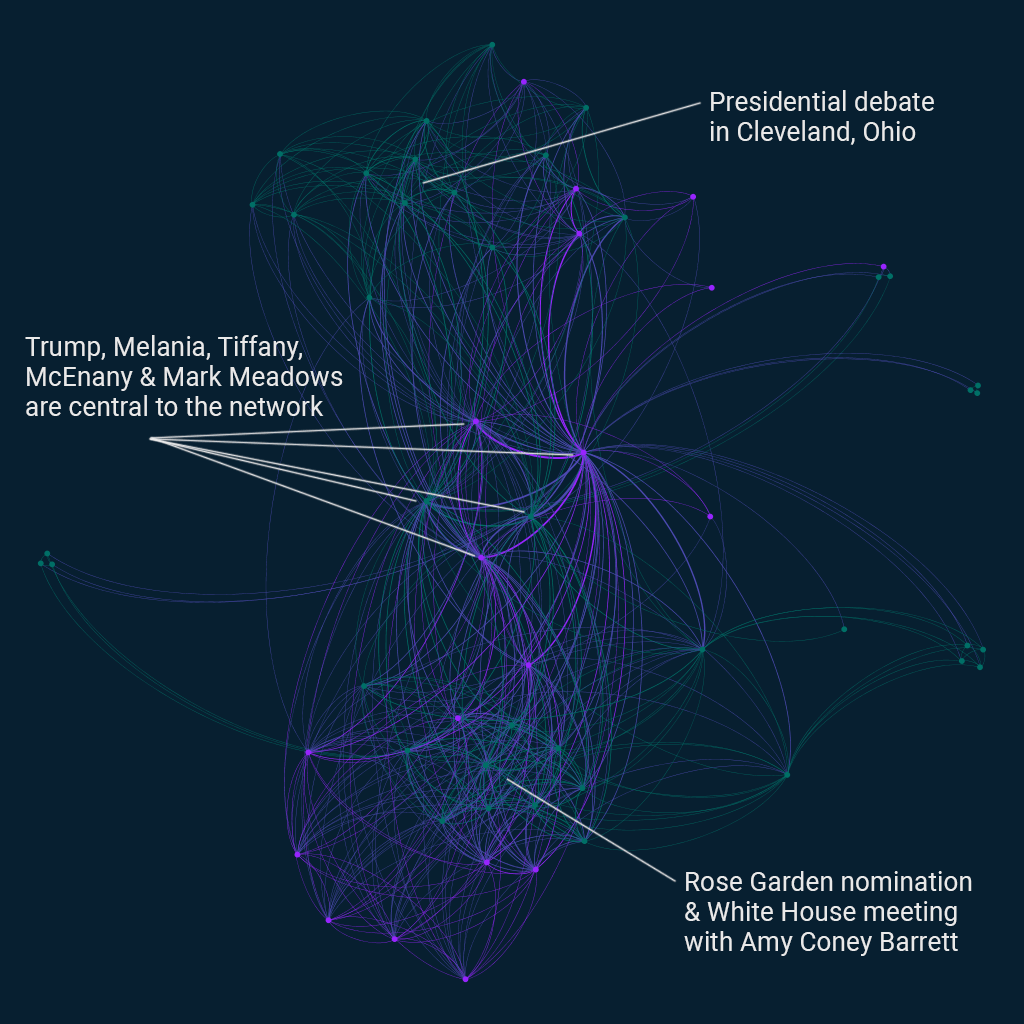 Presidential debate
in Cleveland, Ohio
Trump, Melania, Tiffany,
McEnany & Mark Meadows
are central to the network
Rose Garden nomination
& White House meeting
with Amy Coney Barrett